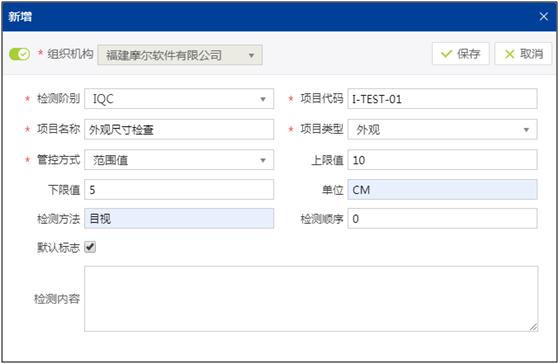 新增
* 组织机构 福建摩尔软件有限公司 保存 取消
* 检测阶别 IQC * 项目代码 I-TEST-01
* 项目名称 外观尺寸检查 * 项目类型 外观
* 管控方式 范围值 上限值 10
下限值 5 单位 CM
检测方法 目视 检测顺序 0
默认标志
检测内容